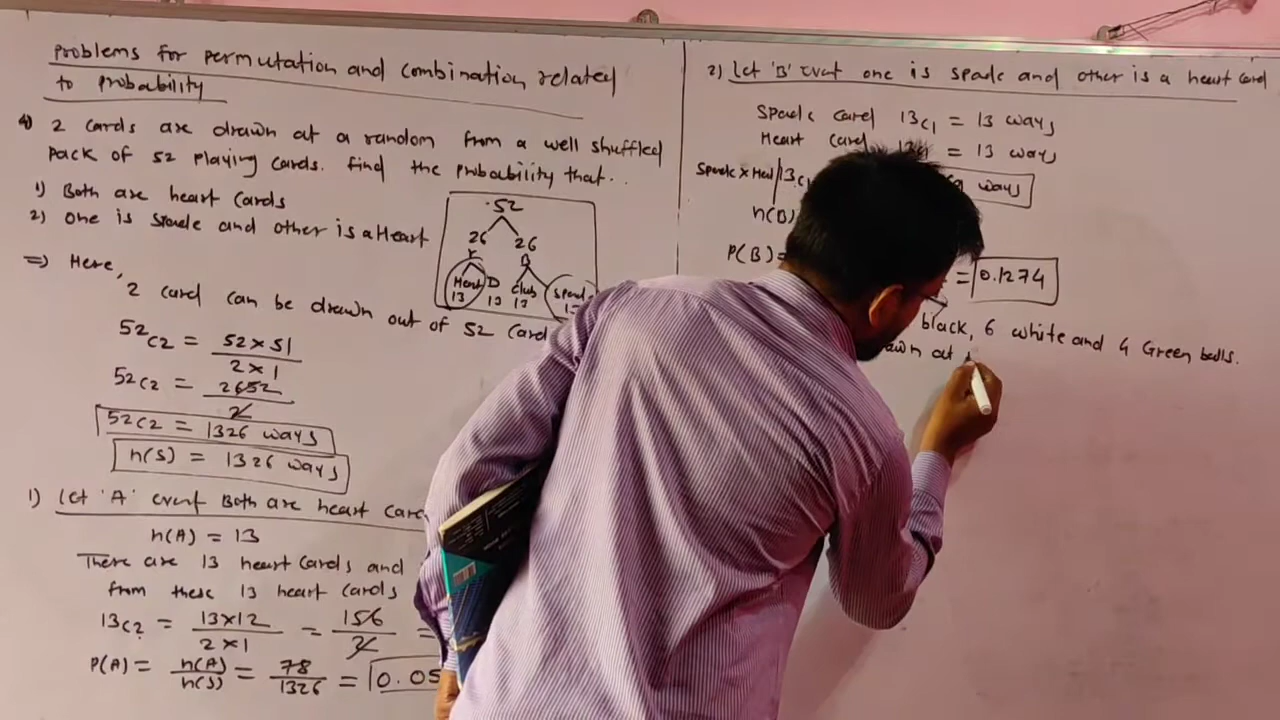 Problems for permutation and combination related
to probability
4) 2 cards are drawn at a random from a well shuffled
pack of 52 playing cards. find the probability that..
1) Both are heart cards
2) one is spade and other is a Heart
52
26 26
B
Heart D club Spad
13 13 13
=> Here,
2 card can be drawn out of 52 card
52C2 = 52×51 / 2×1
52C2 = 2652 / 2
52C2 = 1326 ways
n(S) = 1326 ways
1) Let 'A' event Both are heart card
n(A) = 13
There are 13 heart cards and
from these 13 heart cards
13C2 = 13×12 / 2×1 = 156 / 2 =
P(A) = n(A) / n(S) = 78 / 1326 = 0.05
2) Let 'B' event one is spade and other is a heart card
Spade card 13C1 = 13 ways
Heart card 13C1 = 13 ways
13C1 ways
n(B)
P(B) = = 0.1274
black, 6 white and 4 Green balls.
at